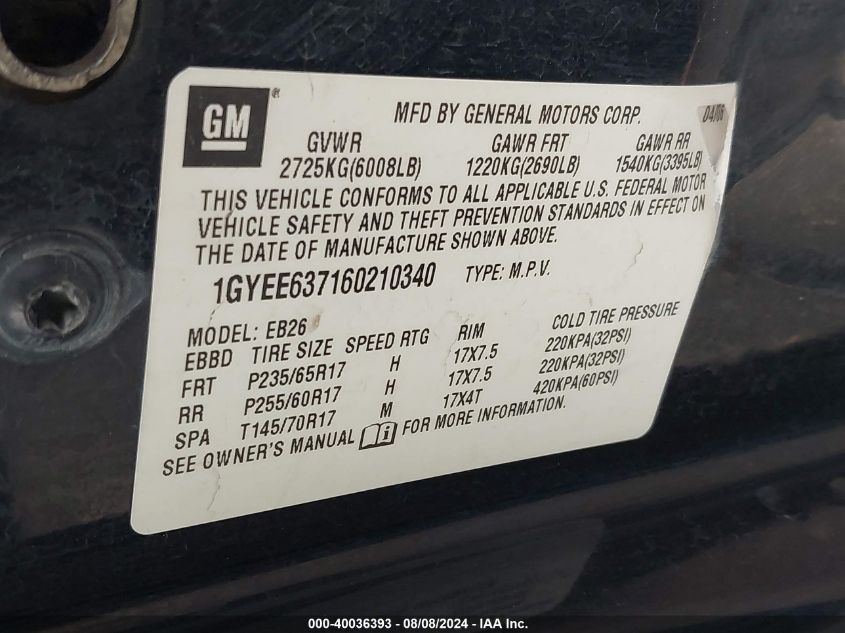 GM ®
MFD BY GENERAL MOTORS CORP. 04/06
GVWR GAWR FRT GAWR RR
2725KG(6008LB) 1220KG(2690LB) 1540KG(3395LB)
THIS VEHICLE CONFORMS TO ALL APPLICABLE U.S. FEDERAL MOTOR
VEHICLE SAFETY AND THEFT PREVENTION STANDARDS IN EFFECT ON
THE DATE OF MANUFACTURE SHOWN ABOVE.
1GYEE637160210340 TYPE: M.P.V.
MODEL: EB26
EBBD TIRE SIZE SPEED RTG RIM COLD TIRE PRESSURE
FRT P235/65R17 H 17X7.5 220KPA(32PSI)
RR P255/60R17 H 17X7.5 220KPA(32PSI)
SPA T145/70R17 M 17X4T 420KPA(60PSI)
SEE OWNER'S MANUAL i FOR MORE INFORMATION.
000-40036393 - 08/08/2024 - IAA Inc.